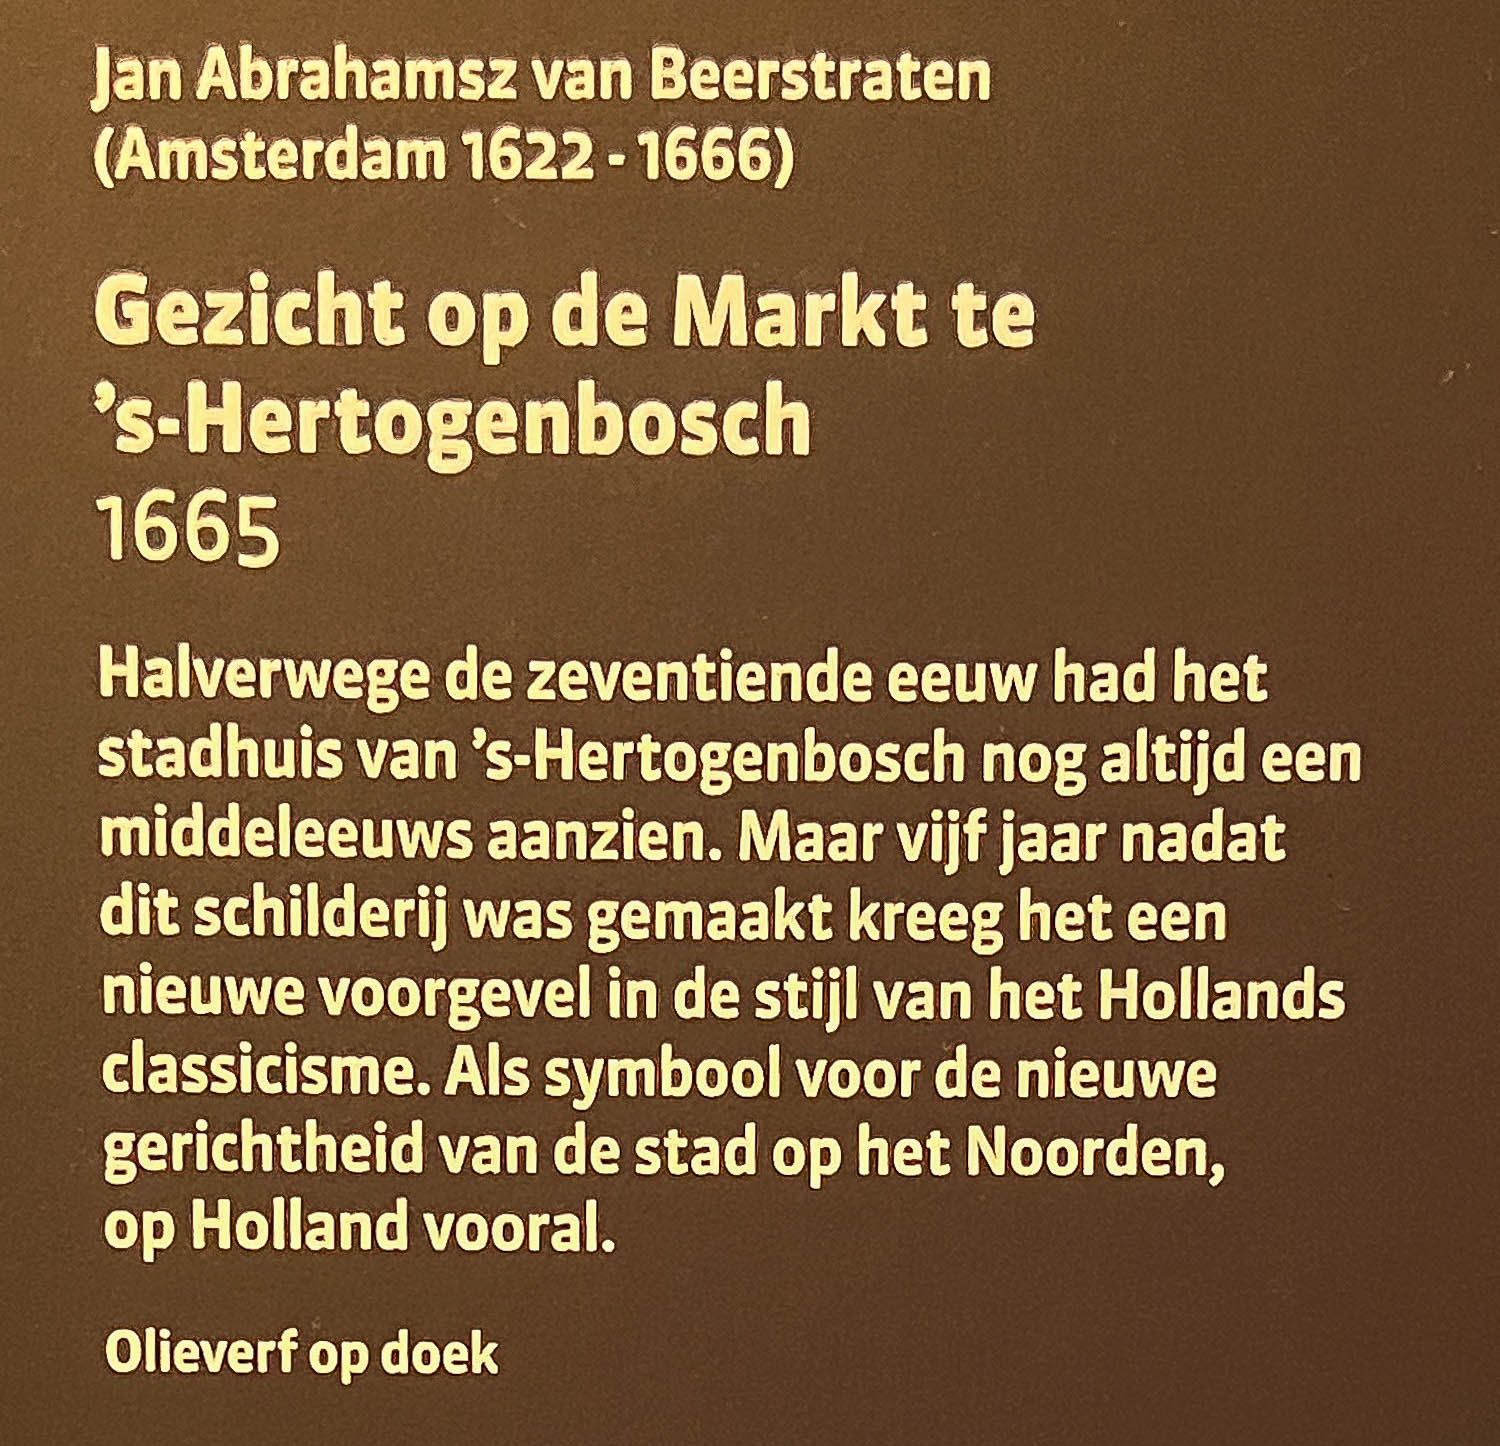 Jan Abrahamsz van Beerstraten
(Amsterdam 1622 - 1666)
Gezicht op de Markt te
’s-Hertogenbosch
1665
Halverwege de zeventiende eeuw had het
stadhuis van ’s-Hertogenbosch nog altijd een
middeleeuws aanzien. Maar vijf jaar nadat
dit schilderij was gemaakt kreeg het een
nieuwe voorgevel in de stijl van het Hollands
classicisme. Als symbool voor de nieuwe
gerichtheid van de stad op het Noorden,
op Holland vooral.
Olieverf op doek